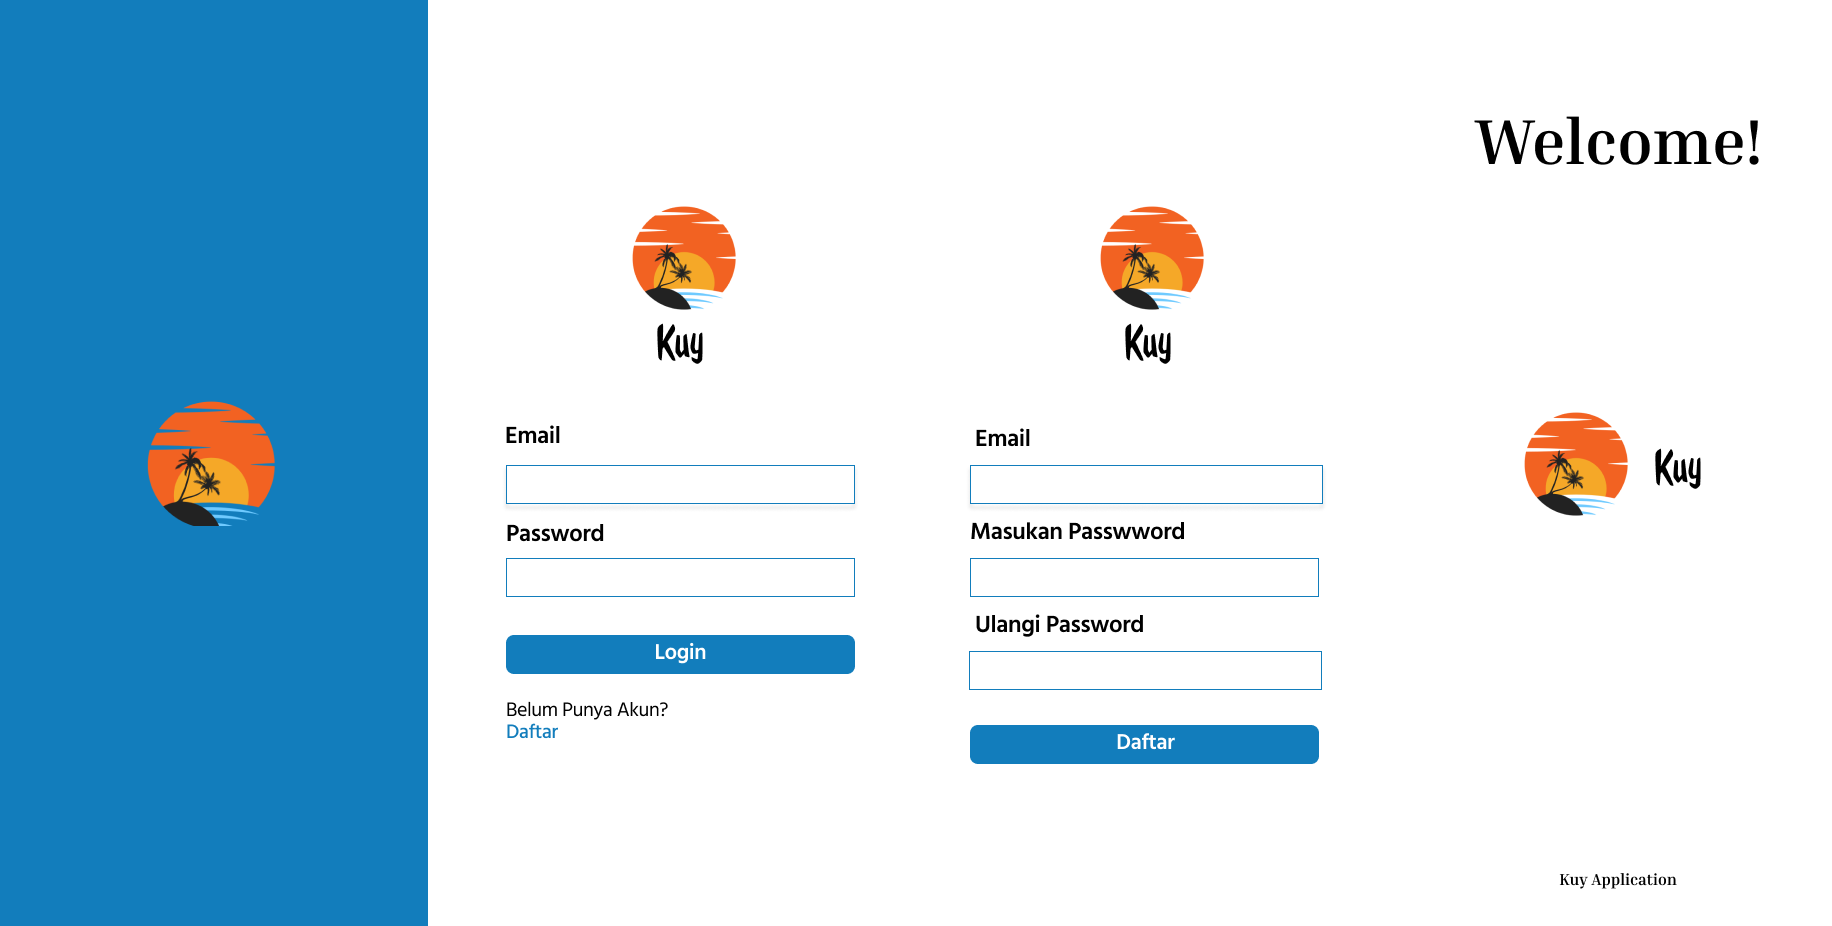 Kuy
Email
Password
Login
Belum Punya Akun?
Daftar
Kuy
Email
Masukan Passwword
Ulangi Password
Daftar
Welcome!
Kuy
Kuy Application